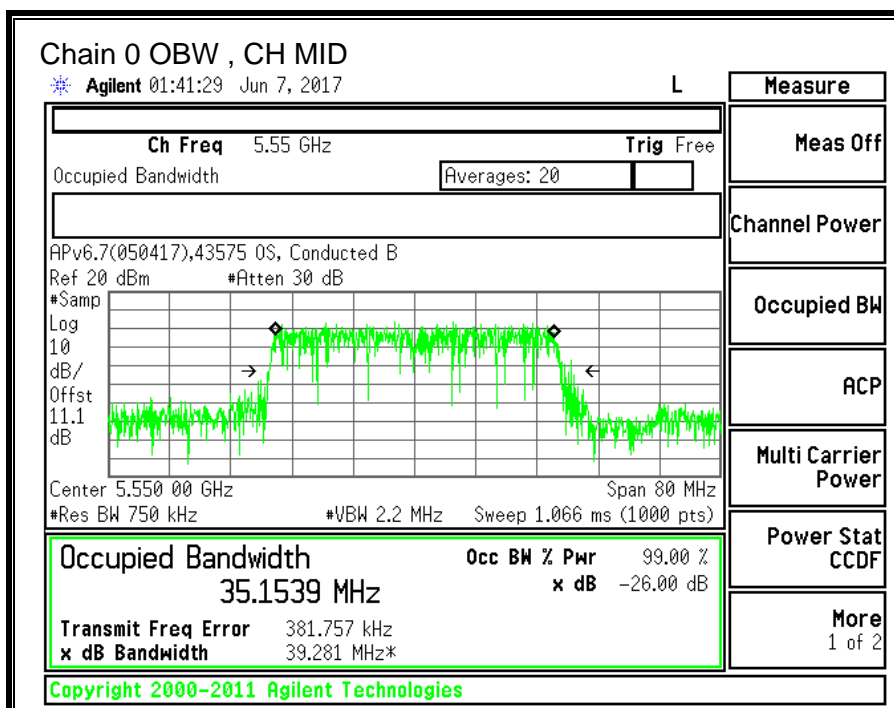 Chain 0 OBW , CH MID
Agilent 01:41:29 Jun 7, 2017 L
Measure
Ch Freq 5.55 GHz Trig Free
Occupied Bandwidth Averages: 20
APv6.7(050417),43575 OS, Conducted B
Ref 20 dBm #Atten 30 dB
#Samp
Log
10
dB/
Offst
11.1
dB
Center 5.550 00 GHz Span 80 MHz
#Res BW 750 kHz #VBW 2.2 MHz Sweep 1.066 ms (1000 pts)
Occupied Bandwidth Occ BW % Pwr 99.00 %
35.1539 MHz x dB -26.00 dB
Transmit Freq Error 381.757 kHz
x dB Bandwidth 39.281 MHz*
Meas Off
Channel Power
Occupied BW
ACP
Multi Carrier
Power
Power Stat
CCDF
More
1 of 2
Copyright 2000-2011 Agilent Technologies